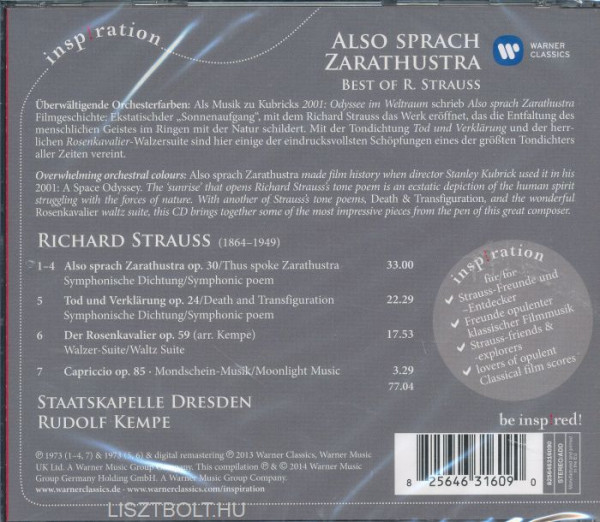 inspiration
ALSO SPRACH
ZARATHUSTRA
BEST OF R. STRAUSS
WARNER
CLASSICS
Überwältigende Orchesterfarben: Als Musik zu Kubricks 2001: Odyssee im Weltraum schrieb Also sprach Zarathustra
Filmgeschichte: Ekstatischer „Sonnenaufgang”, mit dem Richard Strauss das Werk eröffnet, das die Entfaltung des
menschlichen Geistes im Ringen mit der Natur schildert. Mit der Tondichtung Tod und Verklärung und der herr-
lichen Rosenkavalier-Walzersuite sind hier einige der eindrucksvollsten Schöpfungen eines der größten Tondichters
aller Zeiten vereint.
Overwhelming orchestral colours: Also sprach Zarathustra made film history when director Stanley Kubrick used it in his
2001: A Space Odyssey. The 'sunrise' that opens Richard Strauss's tone poem is an ecstatic depiction of the human spirit
struggling with the forces of nature. With another of Strauss's tone poems, Death & Transfiguration, and the wonderful
Rosenkavalier waltz suite, this CD brings together some of the most impressive pieces from the pen of this great composer.
RICHARD STRAUSS (1864–1949)
1–4 Also sprach Zarathustra op. 30/Thus spoke Zarathustra 33.00
Symphonische Dichtung/Symphonic poem
5 Tod und Verklärung op. 24/Death and Transfiguration 22.29
Symphonische Dichtung/Symphonic poem
6 Der Rosenkavalier op. 59 (arr. Kempe) 17.53
Walzer-Suite/Waltz Suite
7 Capriccio op. 85 · Mondschein-Musik/Moonlight Music 3.29
77.04
STAATSKAPELLE DRESDEN
RUDOLF KEMPE
inspiration
für/for
Strauss-Freunde und
-Entdecker
Freunde opulenter
klassischer Filmmusik
Strauss-friends &
explorers
lovers of opulent
Classical film scores
be inspired!
℗ 1973 (1–4, 7) & 1973 (5, 6) & digital remastering ℗ 2013 Warner Classics, Warner Music
UK Ltd. A Warner Music Group Company. This compilation ℗ & © 2014 Warner Music
Group Germany Holding GmbH. A Warner Music Group Company.
www.warnerclassics.de · www.warnerclassics.com/inspiration
8 25646 31609 0
825646316090
STEREO ADD
LISZTBOLT.HU